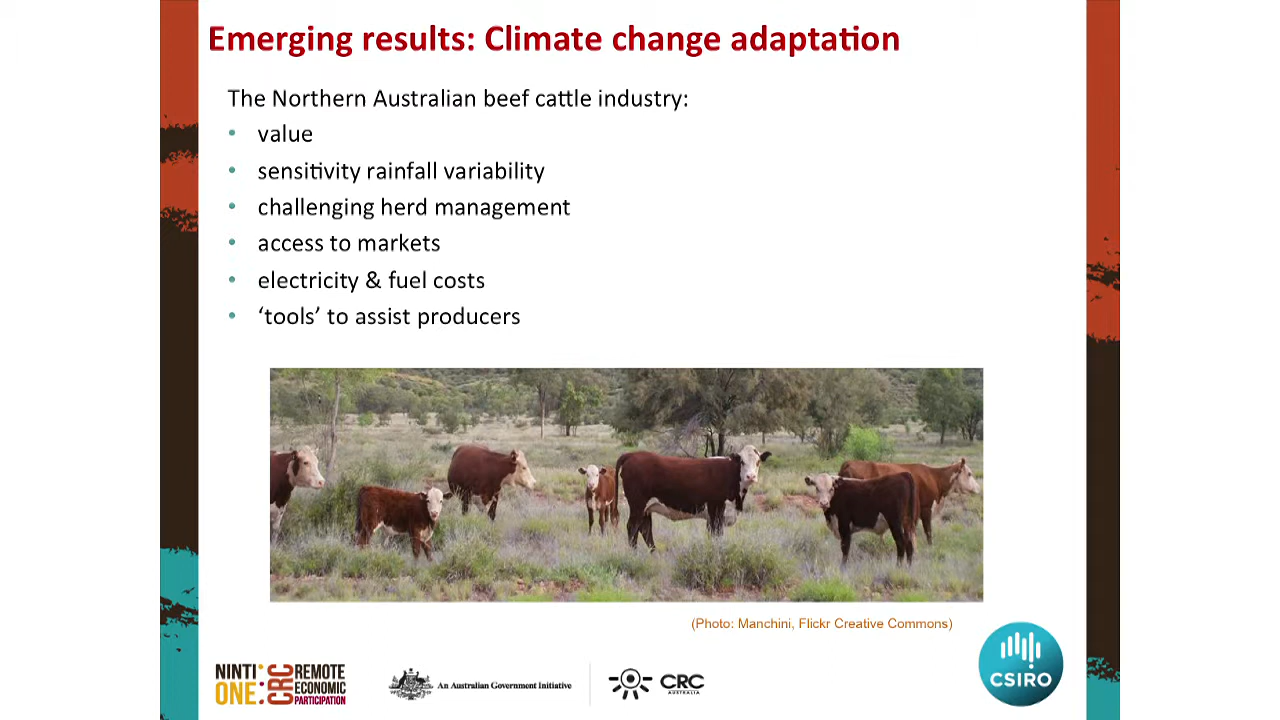 Emerging results: Climate change adaptation
The Northern Australian beef cattle industry:
• value
• sensitivity rainfall variability
• challenging herd management
• access to markets
• electricity & fuel costs
• ‘tools’ to assist producers
(Photo: Manchini, Flickr Creative Commons)
NINTI ONE
CRC
REMOTE
ECONOMIC
PARTICIPATION
An Australian Government Initiative
CRC
AUSTRALIA
CSIRO